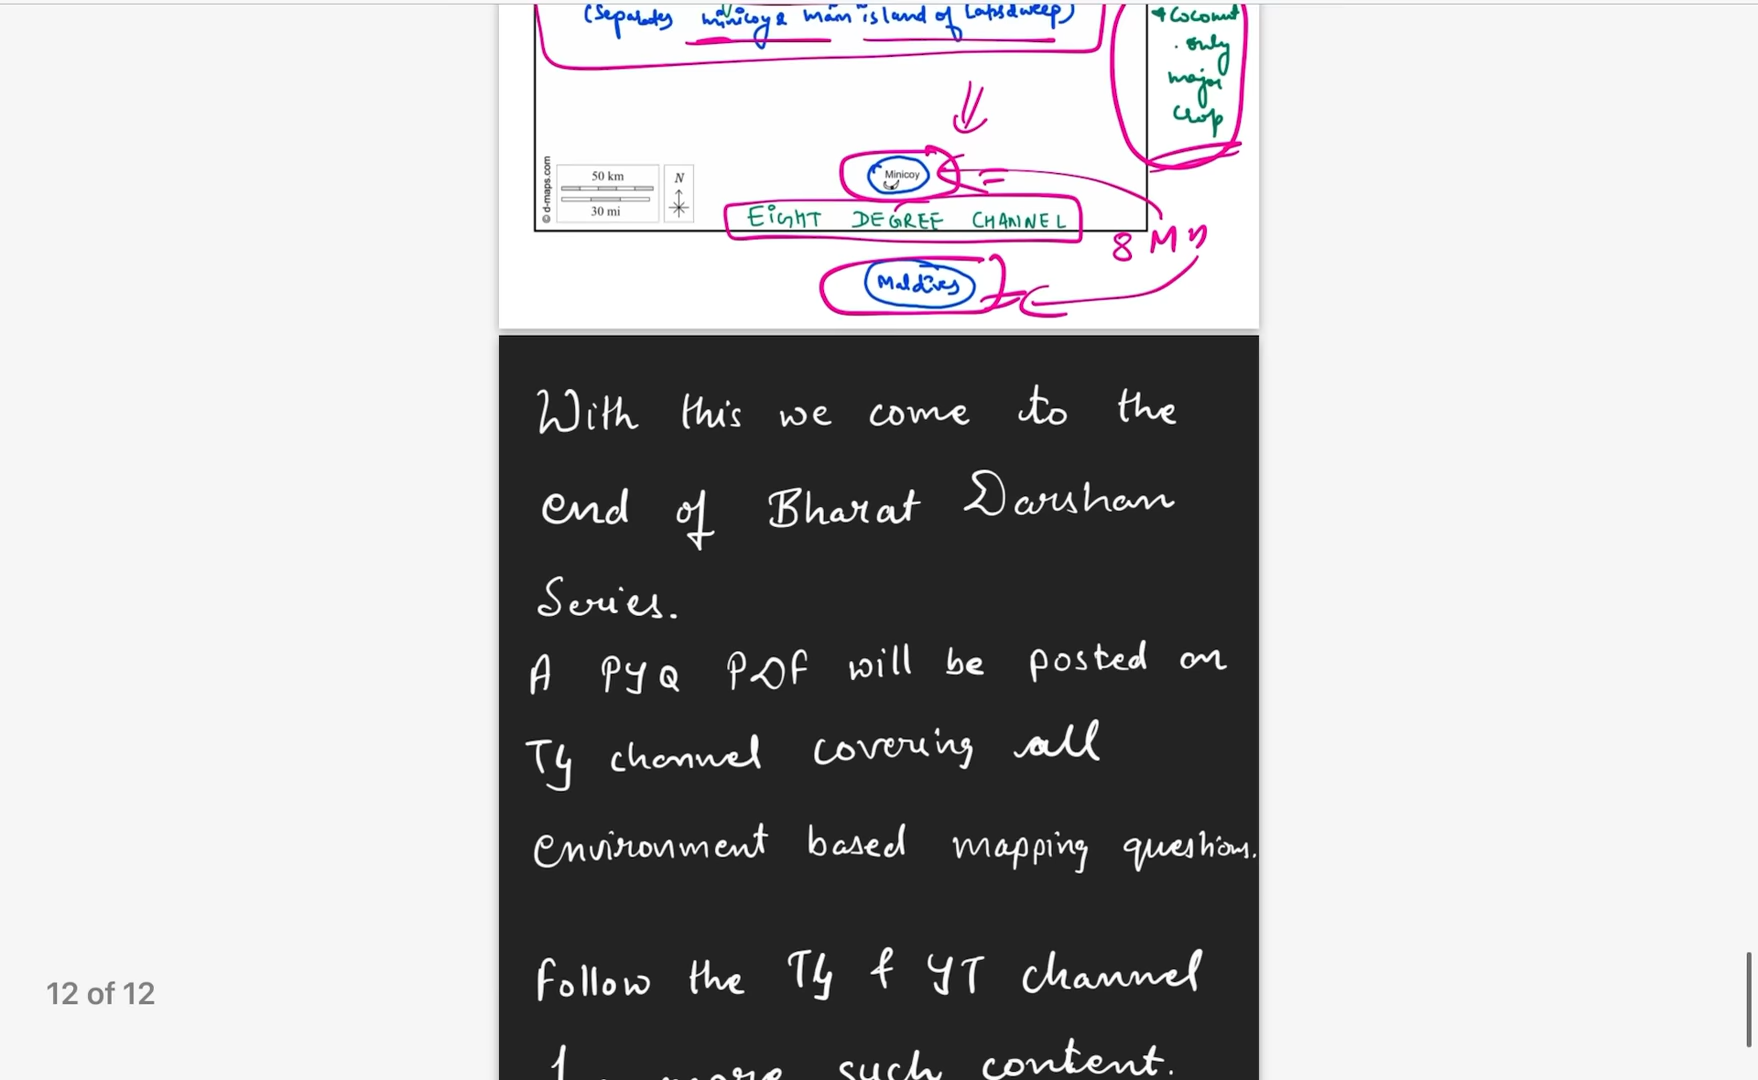 (Separates minicoy & main island of Lakshdweep)
+ Coconut
. only
major
crop
© d-maps.com
50 km
30 mi
N
Minicoy
EIGHT DEGREE CHANNEL
8 M
Maldives
With this we come to the
end of Bharat Darshan
Series.
A PYQ PDF will be posted on
Tg channel covering all
environment based mapping questions.
Follow the Tg & YT channel
more such content.
12 of 12